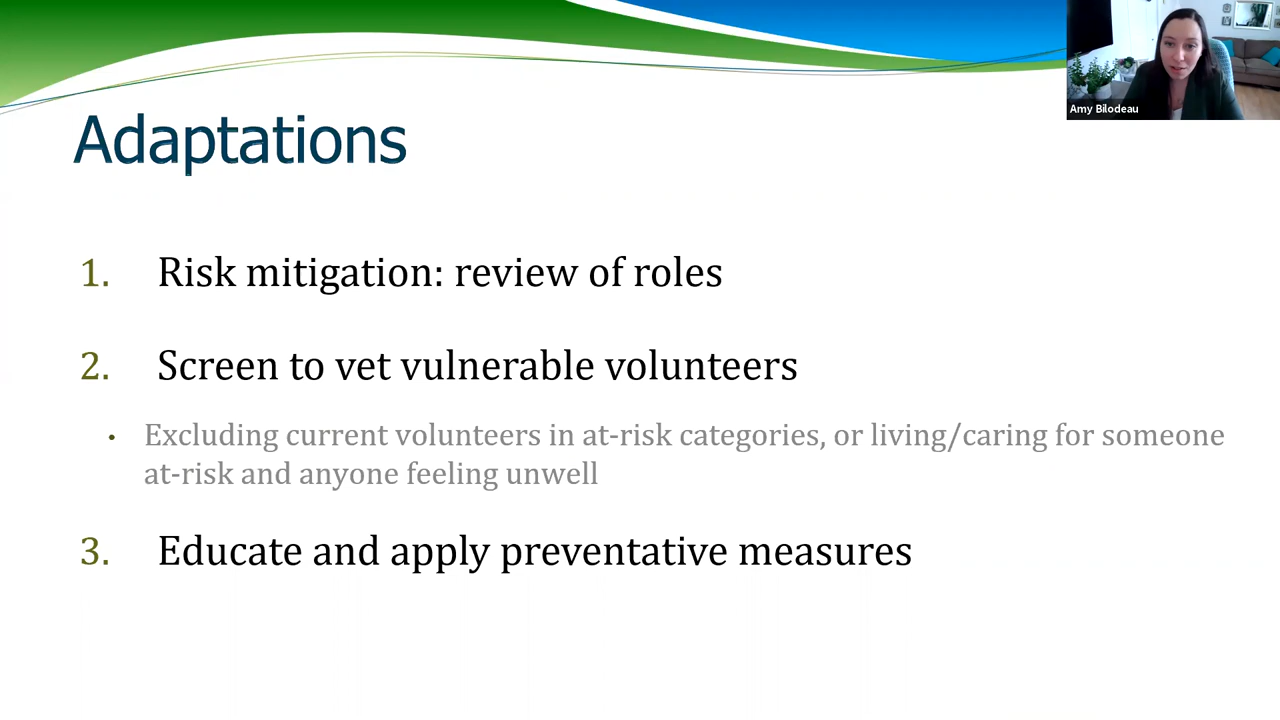 Amy Bilodeau
Adaptations
1. Risk mitigation: review of roles
2. Screen to vet vulnerable volunteers
• Excluding current volunteers in at-risk categories, or living/caring for someone
at-risk and anyone feeling unwell
3. Educate and apply preventative measures